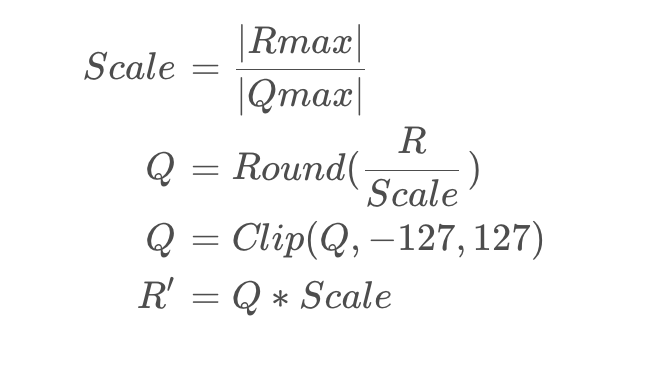 Scale = |Rmax| / |Qmax|
Q = Round(R / Scale)
Q = Clip(Q, −127, 127)
R′ = Q ∗ Scale